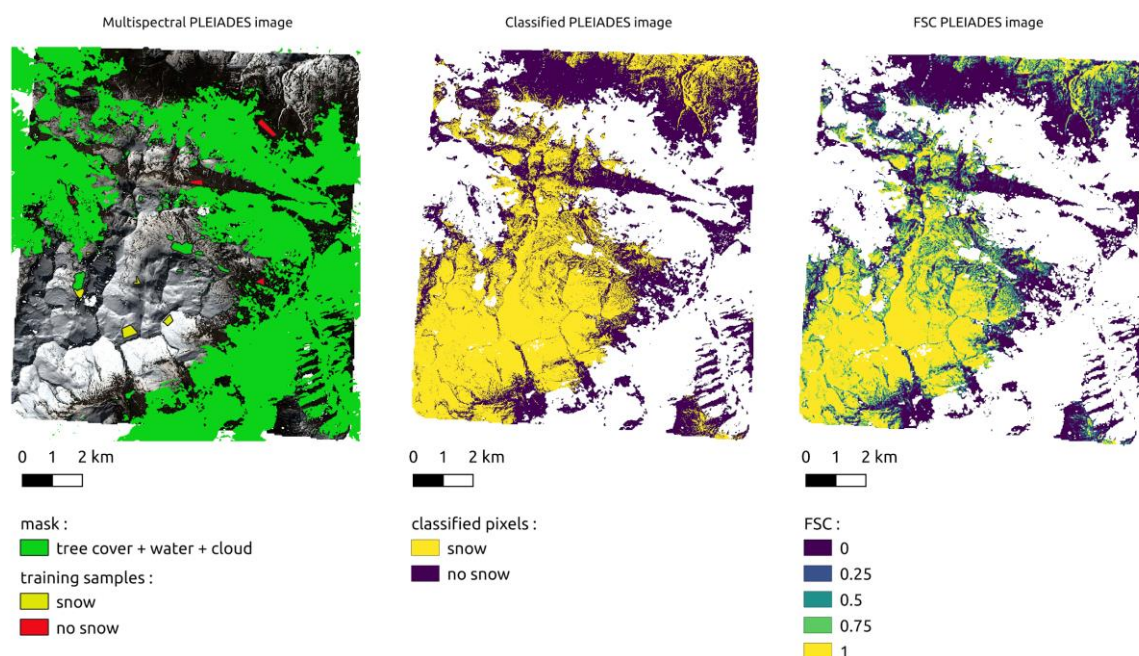 Multispectral PLEIADES image
Classified PLEIADES image
FSC PLEIADES image
0 1 2 km
0 1 2 km
0 1 2 km
mask :
tree cover + water + cloud
training samples :
snow
no snow
classified pixels :
snow
no snow
FSC :
0
0.25
0.5
0.75
1